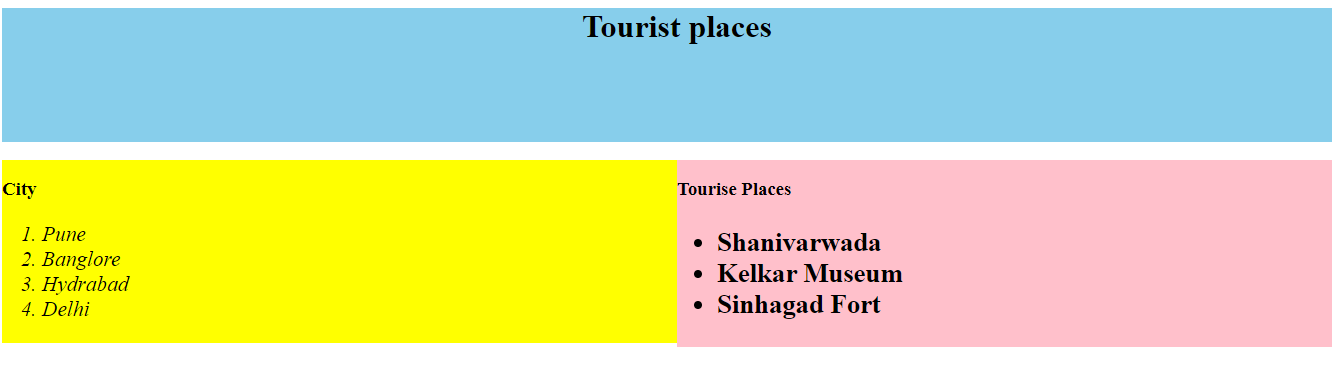 Tourist places
City
1. Pune
2. Banglore
3. Hydrabad
4. Delhi
Tourise Places
• Shanivarwada
• Kelkar Museum
• Sinhagad Fort